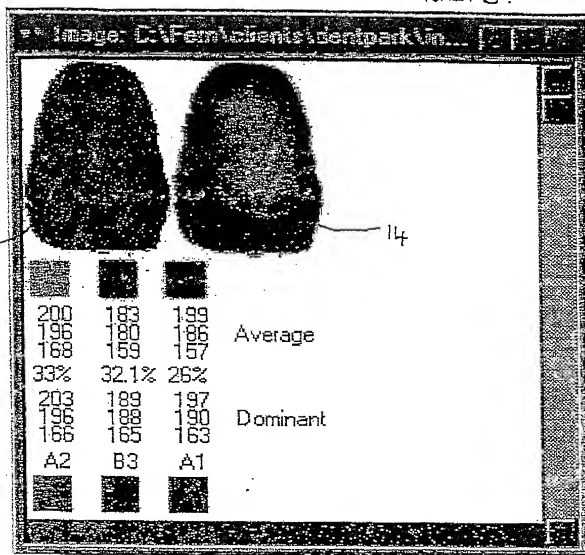 Image: C:\Fern\clients\dentpark\in...
14
200 183 199
196 180 186 Average
168 159 157
33% 32.1% 26%
203 189 197
196 188 190 Dominant
166 165 163
A2 B3 A1